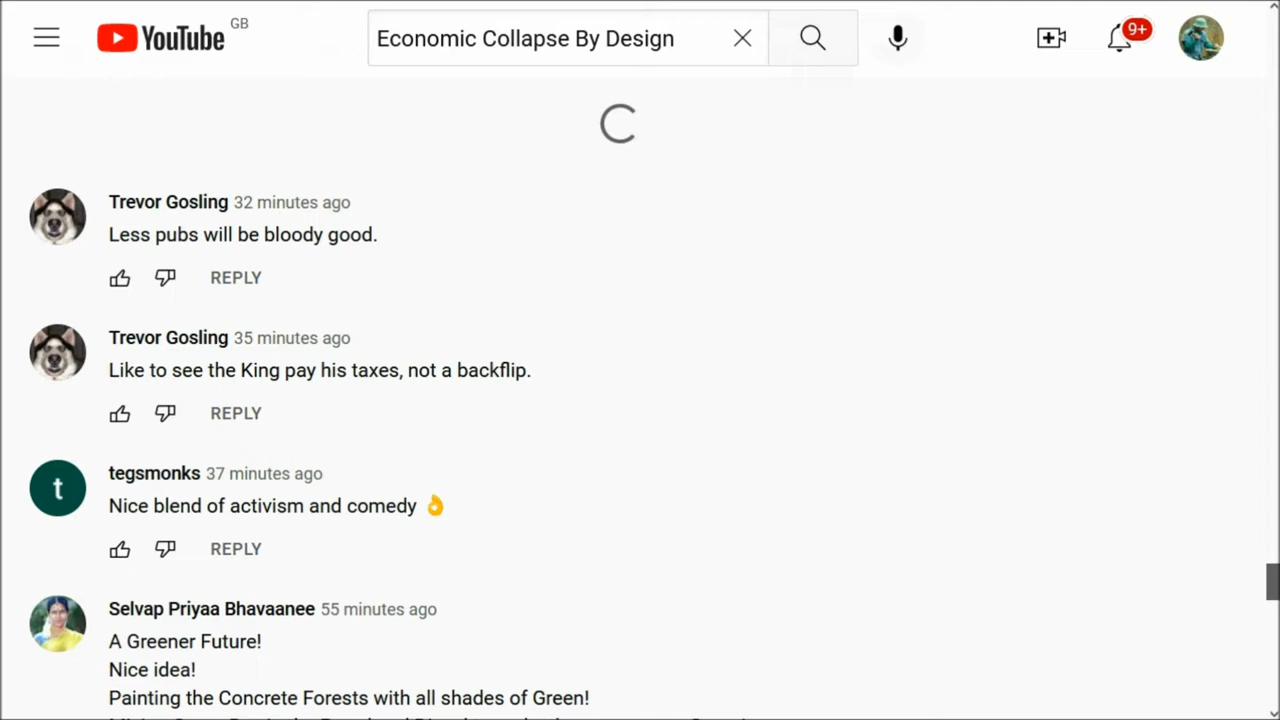 YouTube GB
Economic Collapse By Design
9+
Trevor Gosling 32 minutes ago
Less pubs will be bloody good.
REPLY
Trevor Gosling 35 minutes ago
Like to see the King pay his taxes, not a backflip.
REPLY
t
tegsmonks 37 minutes ago
Nice blend of activism and comedy 👌
REPLY
Selvap Priyaa Bhavaanee 55 minutes ago
A Greener Future!
Nice idea!
Painting the Concrete Forests with all shades of Green!